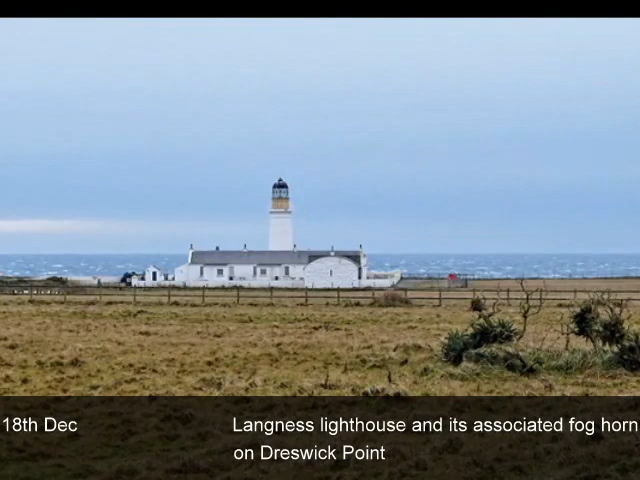 18th Dec
Langness lighthouse and its associated fog horn
on Dreswick Point